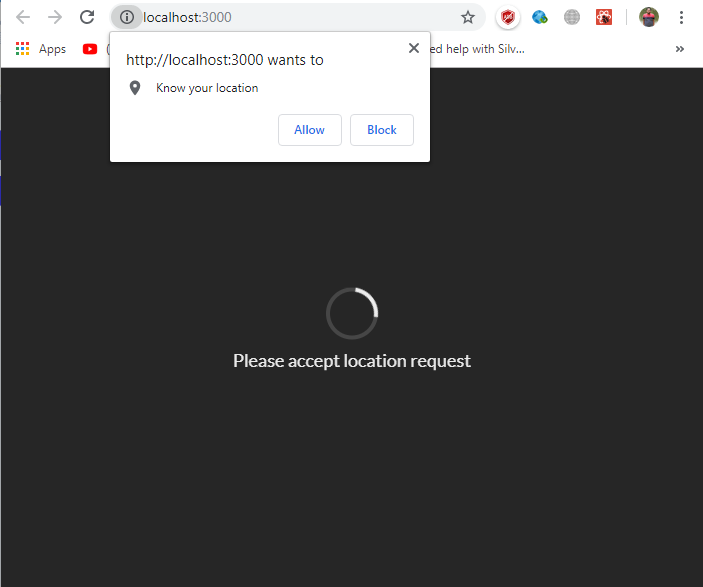 localhost:3000
Apps
ed help with Silv...
http://localhost:3000 wants to
Know your location
Allow
Block
Please accept location request